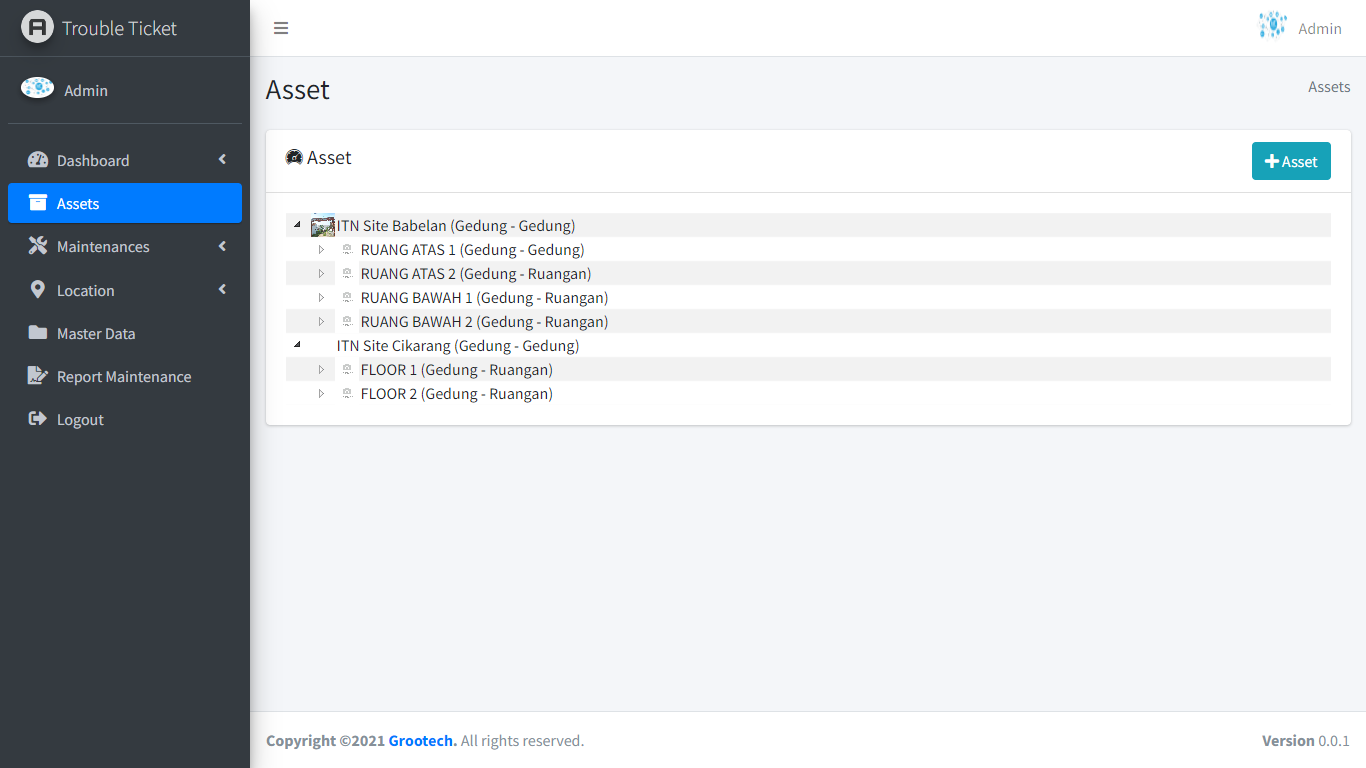 Trouble Ticket
Admin
Admin
Dashboard
Assets
Maintenances
Location
Master Data
Report Maintenance
Logout
Asset
Assets
Asset
Asset
ITN Site Babelan (Gedung - Gedung)
RUANG ATAS 1 (Gedung - Gedung)
RUANG ATAS 2 (Gedung - Ruangan)
RUANG BAWAH 1 (Gedung - Ruangan)
RUANG BAWAH 2 (Gedung - Ruangan)
ITN Site Cikarang (Gedung - Gedung)
FLOOR 1 (Gedung - Ruangan)
FLOOR 2 (Gedung - Ruangan)
Copyright ©2021 Grootech. All rights reserved.
Version 0.0.1